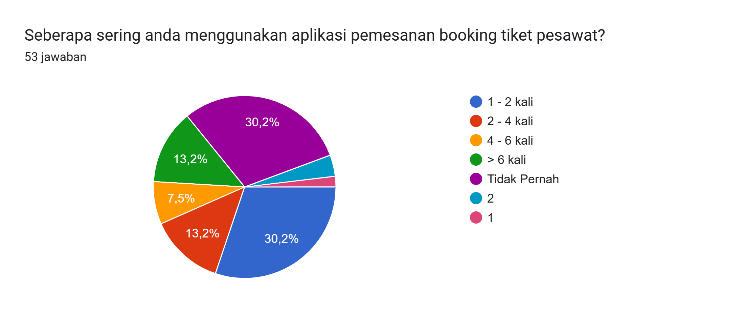 Seberapa sering anda menggunakan aplikasi pemesanan booking tiket pesawat?
53 jawaban
30,2%
13,2%
7,5%
13,2%
30,2%
1 - 2 kali
2 - 4 kali
4 - 6 kali
> 6 kali
Tidak Pernah
2
1